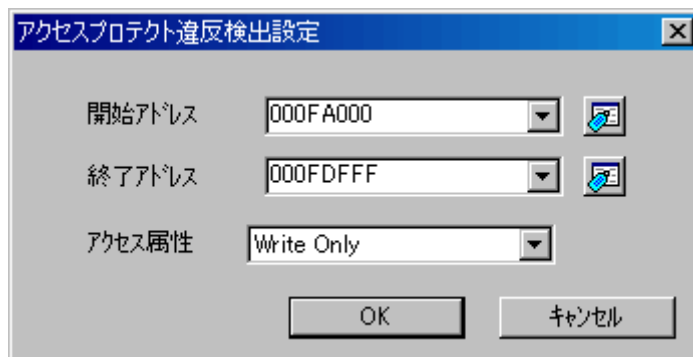 アクセスプロテクト違反検出設定
開始アドレス 000FA000
終了アドレス 000FDFFF
アクセス属性 Write Only
OK キャンセル